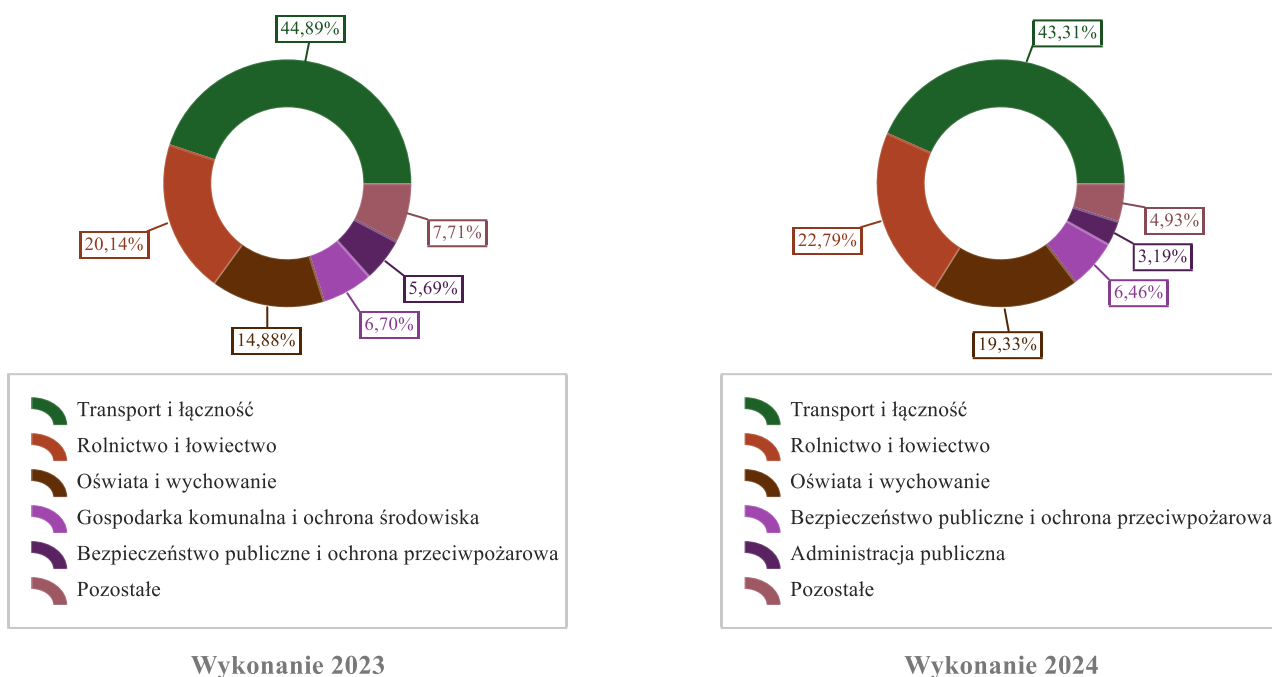 44,89%
20,14%
14,88%
6,70%
5,69%
7,71%
Transport i łączność
Rolnictwo i łowiectwo
Oświata i wychowanie
Gospodarka komunalna i ochrona środowiska
Bezpieczeństwo publiczne i ochrona przeciwpożarowa
Pozostałe
Wykonanie 2023
43,31%
22,79%
19,33%
6,46%
3,19%
4,93%
Transport i łączność
Rolnictwo i łowiectwo
Oświata i wychowanie
Bezpieczeństwo publiczne i ochrona przeciwpożarowa
Administracja publiczna
Pozostałe
Wykonanie 2024